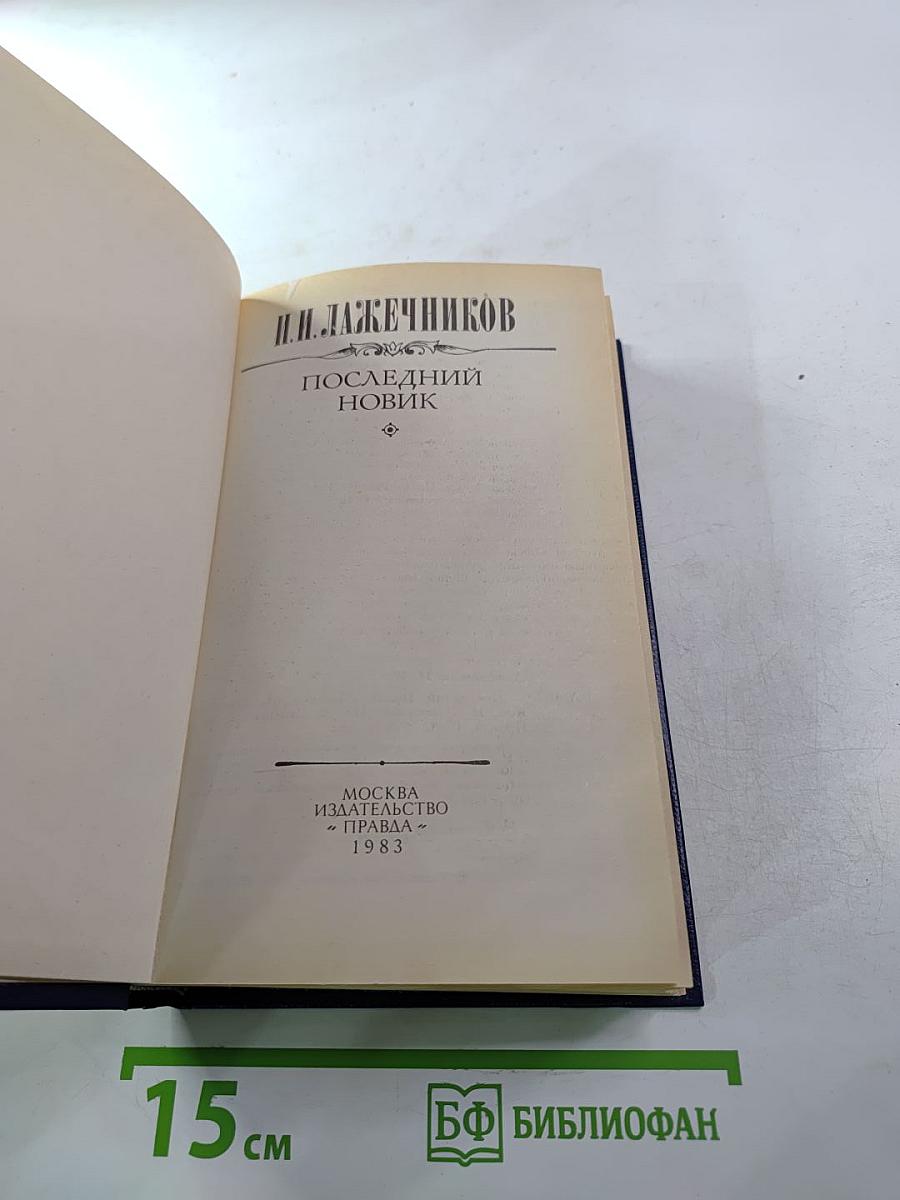 И. И. ЛАЖЕЧНИКОВ
ПОСЛЕДНИЙ
НОВИК
МОСКВА
ИЗДАТЕЛЬСТВО
„ ПРАВДА “
1983
15 см
БФ БИБЛИОФАН